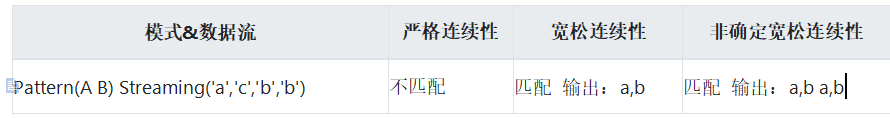 模式&数据流 严格连续性 宽松连续性 非确定宽松连续性
Pattern(A B) Streaming('a','c','b','b') 不匹配 匹配 输出：a,b 匹配 输出：a,b a,b